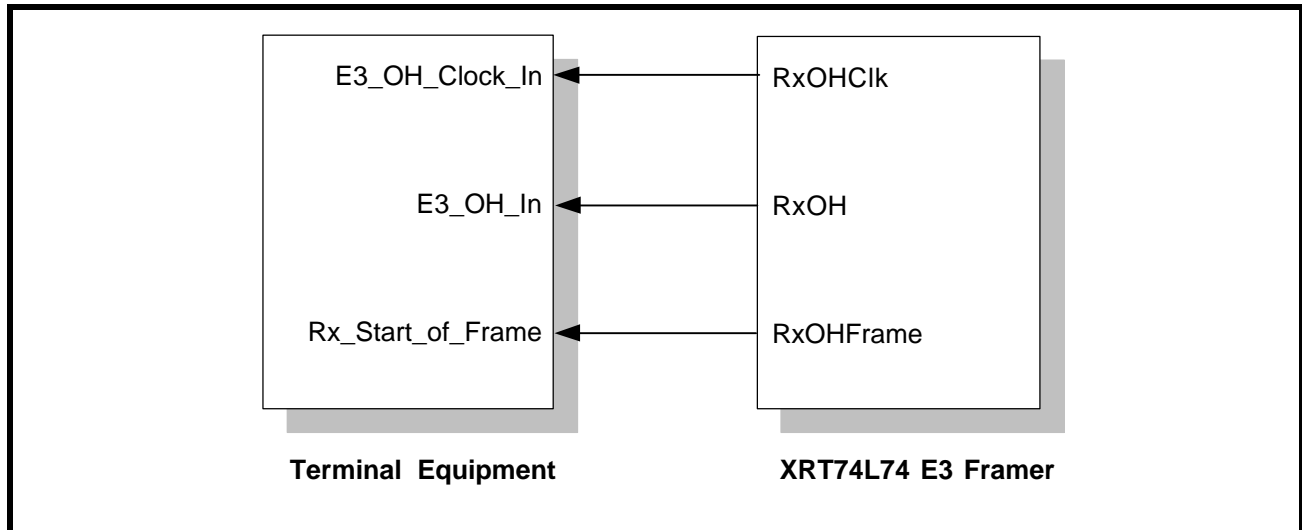 E3_OH_Clock_In
RxOHClk
E3_OH_In
RxOH
Rx_Start_of_Frame
RxOHFrame
Terminal Equipment
XRT74L74 E3 Framer